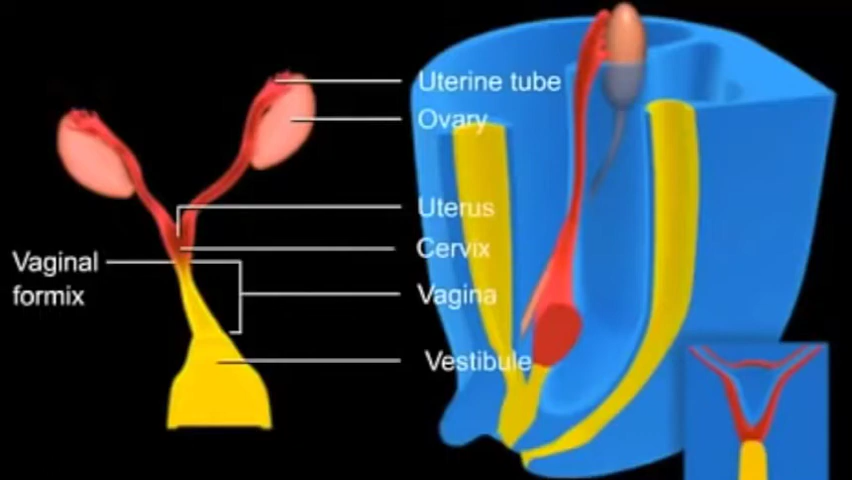 Uterine tube
Ovary
Uterus
Cervix
Vaginal
formix
Vagina
Vestibule